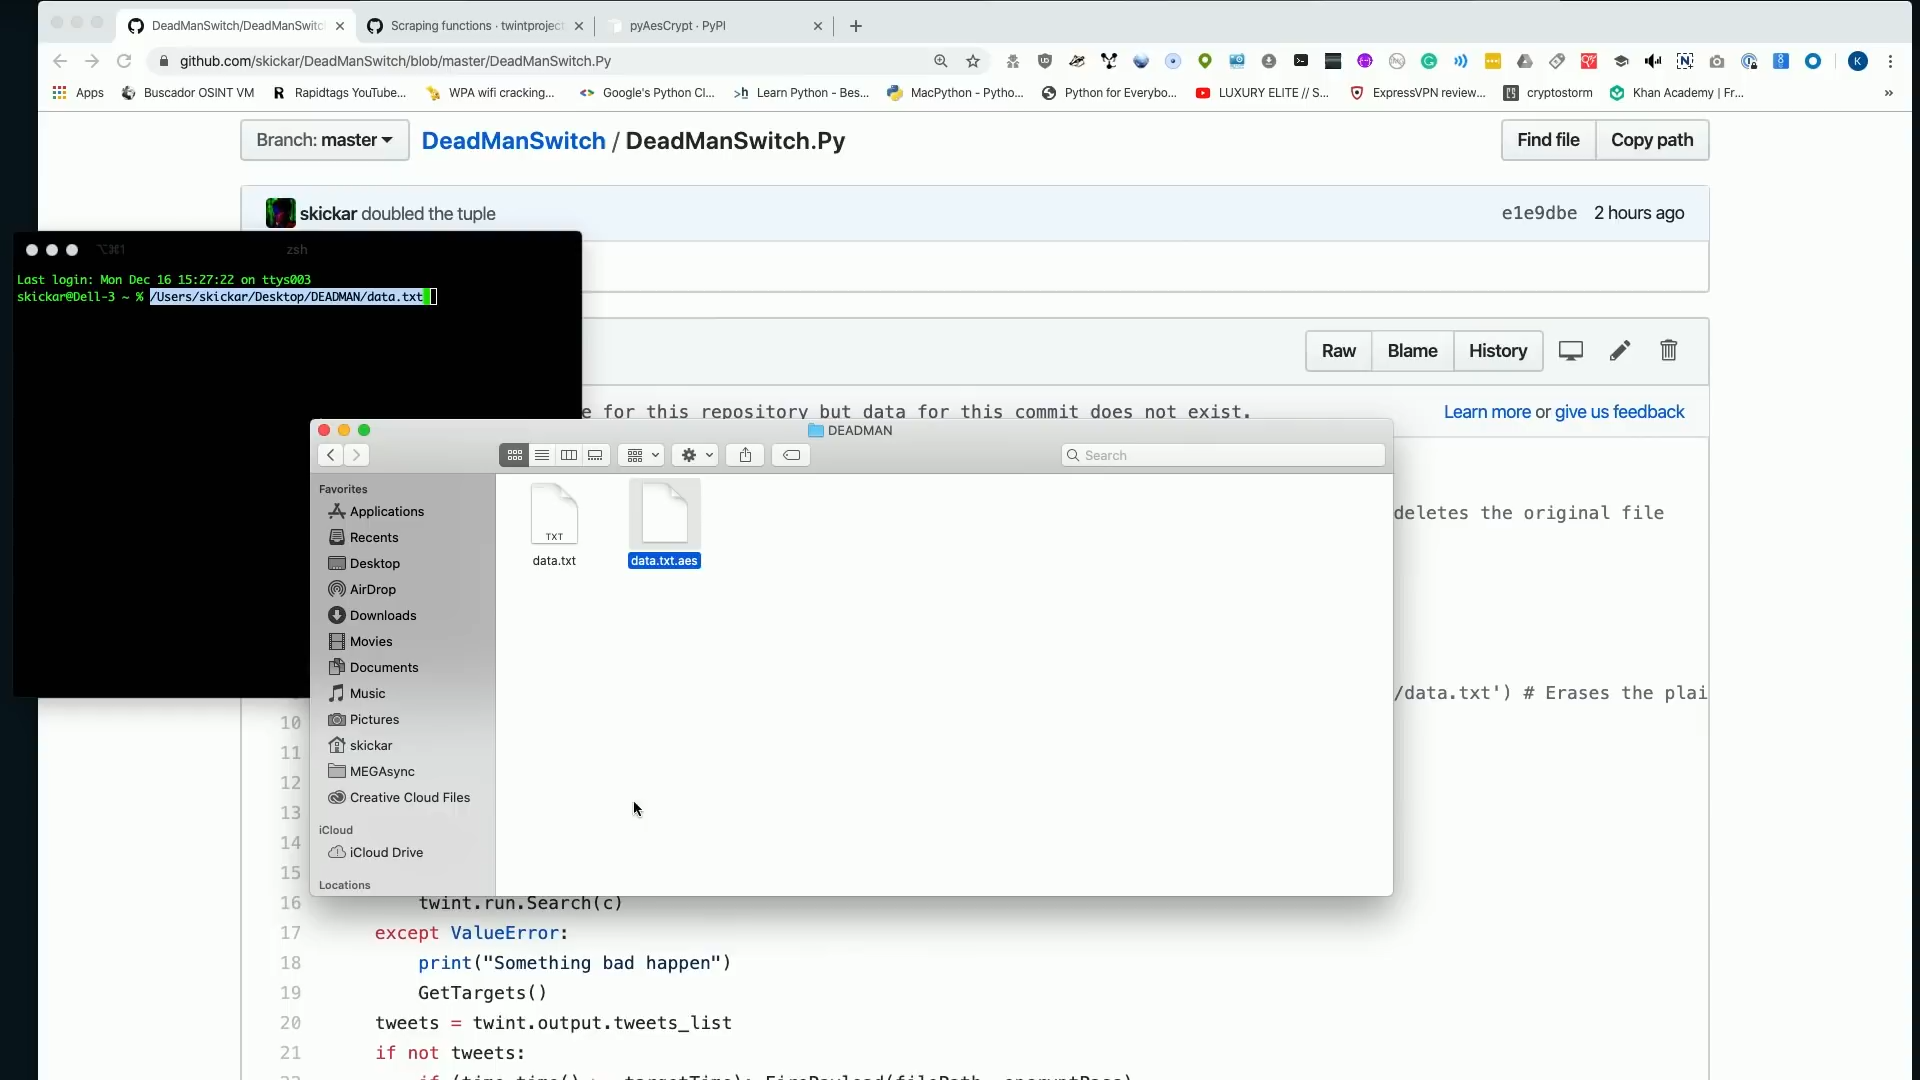 DeadManSwitch/DeadManSwitc
Scraping functions · twintproject
pyAesCrypt · PyPI
github.com/skickar/DeadManSwitch/blob/master/DeadManSwitch.Py
Apps
Buscador OSINT VM
Rapidtags YouTube...
WPA wifi cracking...
Google's Python Cl...
Learn Python - Bes...
MacPython - Pytho...
Python for Everybo...
LUXURY ELITE // S...
ExpressVPN review...
cryptostorm
Khan Academy | Fr...
»
Branch: master
DeadManSwitch / DeadManSwitch.Py
Find file
Copy path
skickar doubled the tuple
e1e9dbe 2 hours ago
⌥⌘1
zsh
Last login: Mon Dec 16 15:27:22 on ttys003
skickar@Dell-3 ~ % /Users/skickar/Desktop/DEADMAN/data.txt
Raw
Blame
History
e for this repository but data for this commit does not exist.
Learn more or give us feedback
DEADMAN
Search
Favorites
Applications
Recents
Desktop
AirDrop
Downloads
Movies
Documents
Music
Pictures
skickar
MEGAsync
Creative Cloud Files
iCloud
iCloud Drive
Locations
TXT
data.txt
data.txt.aes
deletes the original file
/data.txt') # Erases the plai
10
11
12
13
14
15
16 twint.run.Search(c)
17 except ValueError:
18 print("Something bad happen")
19 GetTargets()
20 tweets = twint.output.tweets_list
21 if not tweets: